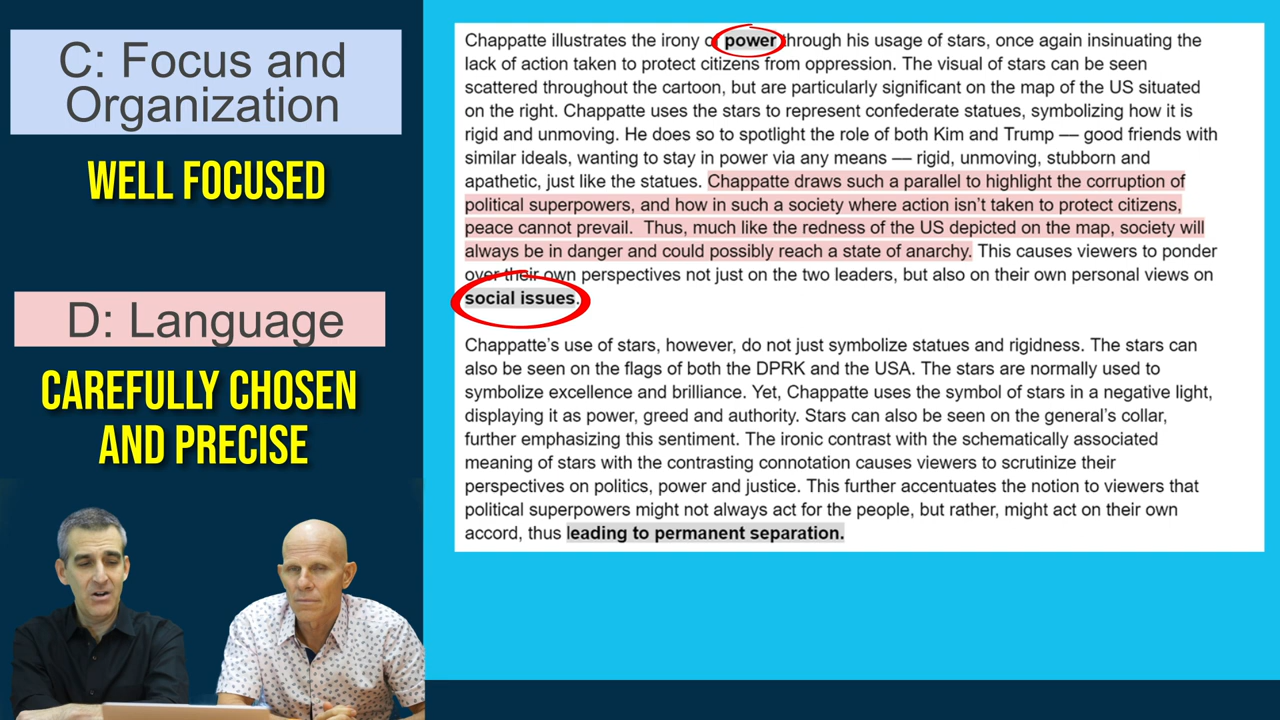 C: Focus and
Organization
WELL FOCUSED
D: Language
CAREFULLY CHOSEN
AND PRECISE
Chappatte illustrates the irony of power through his usage of stars, once again insinuating the
lack of action taken to protect citizens from oppression. The visual of stars can be seen
scattered throughout the cartoon, but are particularly significant on the map of the US situated
on the right. Chappatte uses the stars to represent confederate statues, symbolizing how it is
rigid and unmoving. He does so to spotlight the role of both Kim and Trump — good friends with
similar ideals, wanting to stay in power via any means — rigid, unmoving, stubborn and
apathetic, just like the statues. Chappatte draws such a parallel to highlight the corruption of
political superpowers, and how in such a society where action isn't taken to protect citizens,
peace cannot prevail. Thus, much like the redness of the US depicted on the map, society will
always be in danger and could possibly reach a state of anarchy. This causes viewers to ponder
over their own perspectives not just on the two leaders, but also on their own personal views on
social issues.
Chappatte's use of stars, however, do not just symbolize statues and rigidness. The stars can
also be seen on the flags of both the DPRK and the USA. The stars are normally used to
symbolize excellence and brilliance. Yet, Chappatte uses the symbol of stars in a negative light,
displaying it as power, greed and authority. Stars can also be seen on the general's collar,
further emphasizing this sentiment. The ironic contrast with the schematically associated
meaning of stars with the contrasting connotation causes viewers to scrutinize their
perspectives on politics, power and justice. This further accentuates the notion to viewers that
political superpowers might not always act for the people, but rather, might act on their own
accord, thus leading to permanent separation.